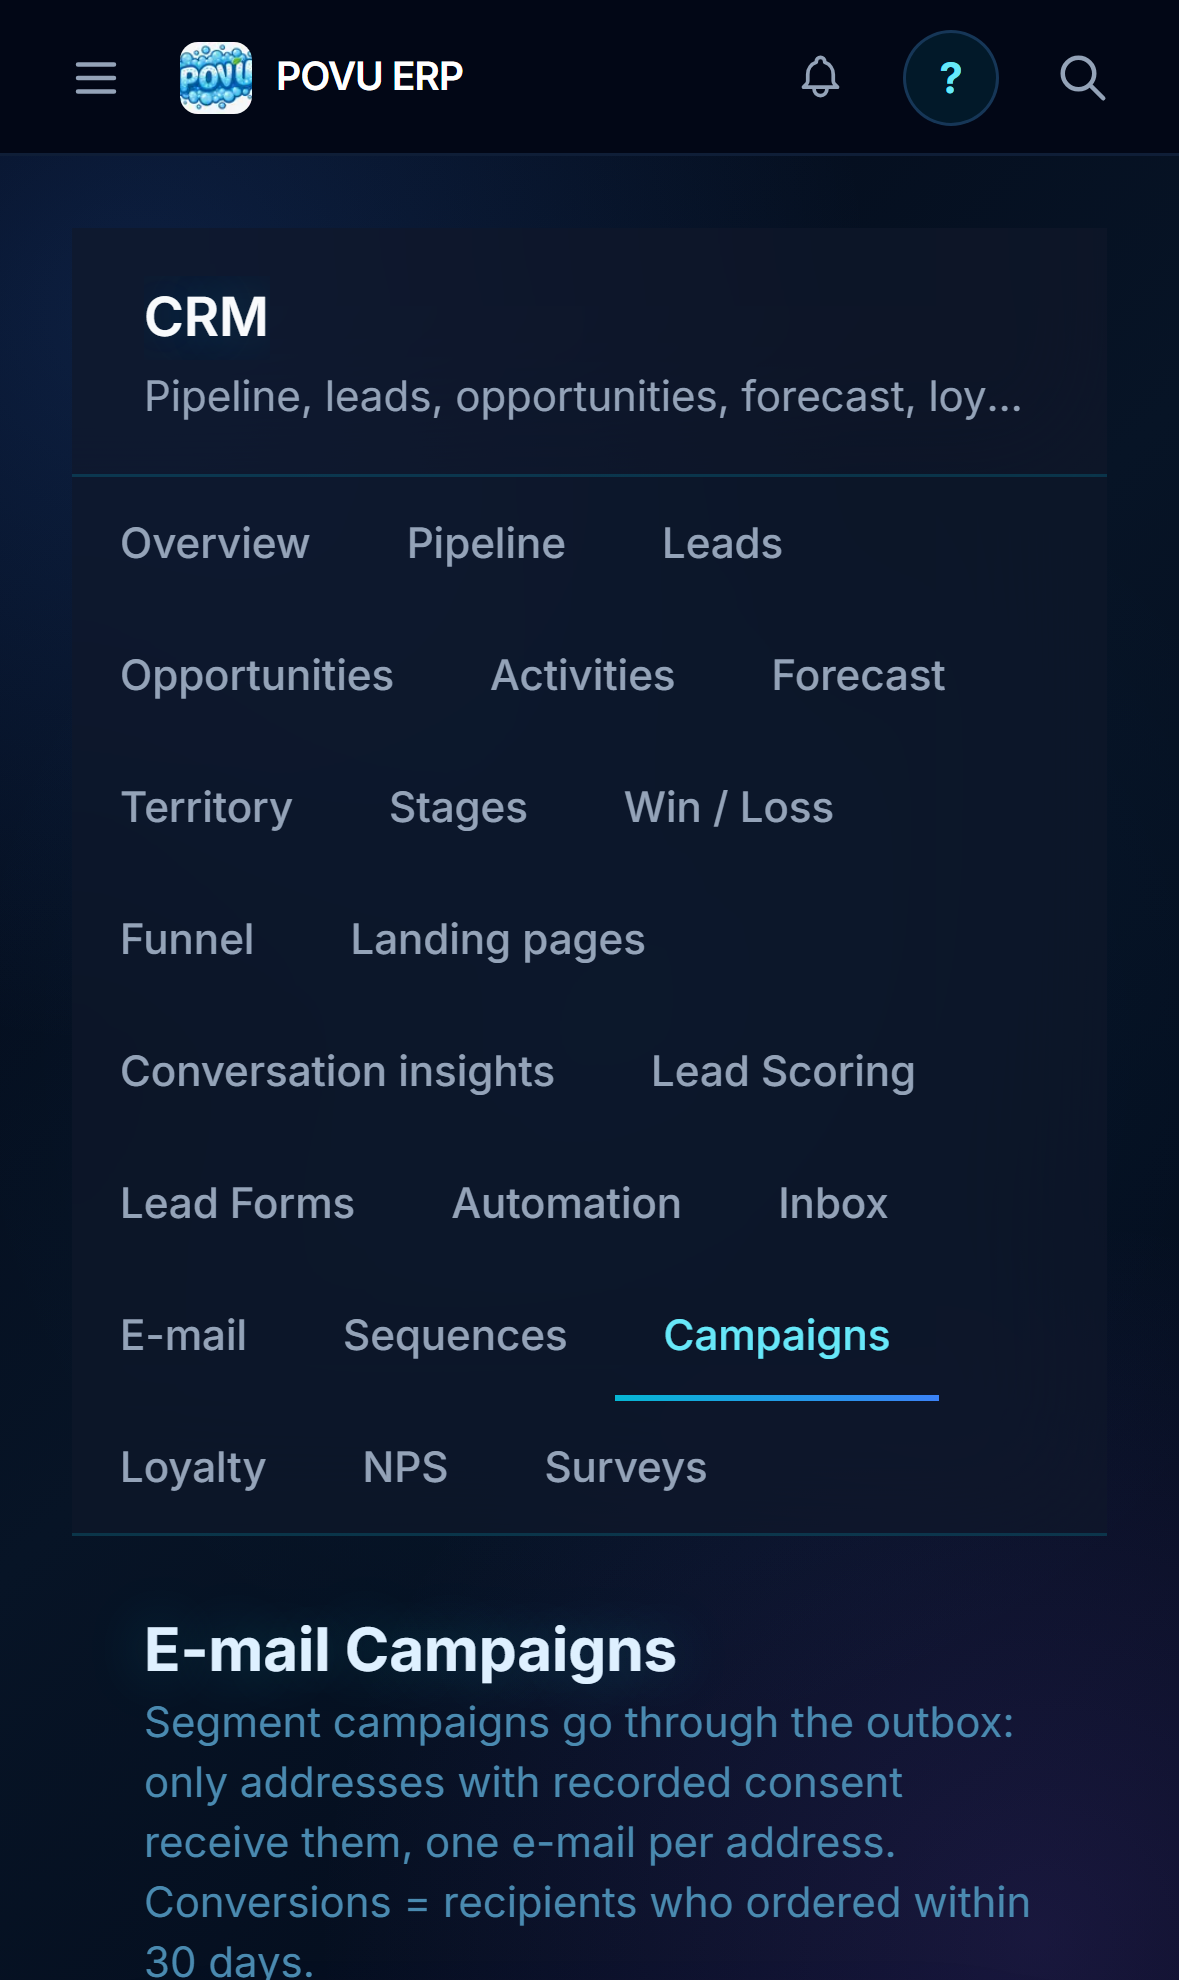 POVU POVU ERP ?
CRM
Pipeline, leads, opportunities, forecast, loy...
Overview Pipeline Leads
Opportunities Activities Forecast
Territory Stages Win / Loss
Funnel Landing pages
Conversation insights Lead Scoring
Lead Forms Automation Inbox
E-mail Sequences Campaigns
Loyalty NPS Surveys
E-mail Campaigns
Segment campaigns go through the outbox:
only addresses with recorded consent
receive them, one e-mail per address.
Conversions = recipients who ordered within
30 days.